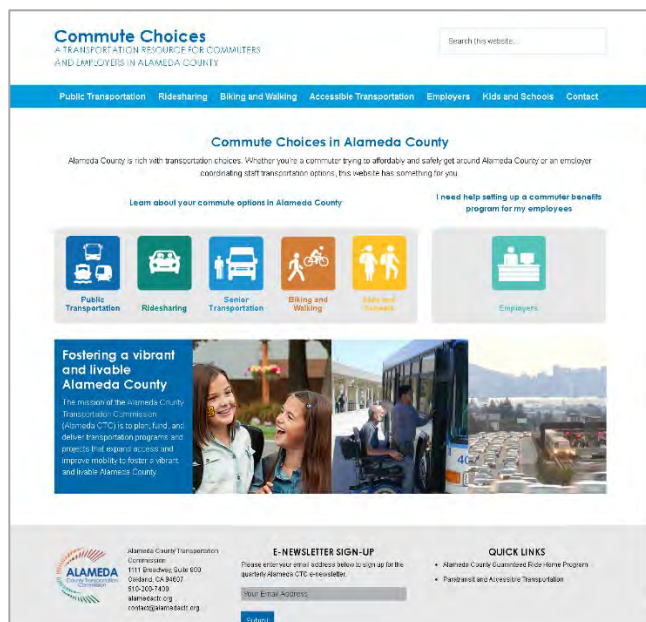 Commute Choices
A TRANSPORTATION RESOURCE FOR COMMUTERS
AND EMPLOYERS IN ALAMEDA COUNTY
Search this website...
Public Transportation Ridesharing Biking and Walking Accessible Transportation Employers Kids and Schools Contact
Commute Choices in Alameda County
Alameda County is rich with transportation choices. Whether you're a commuter trying to affordably and safely get around Alameda County or an employer
coordinating staff transportation options, this website has something for you.
Learn about your commute options in Alameda County
I need help setting up a commuter benefits
program for my employees
Public
Transportation
Ridesharing
Senior
Transportation
Biking and
Walking
Kids and
Schools
Employers
Fostering a vibrant
and livable
Alameda County
The mission of the Alameda County
Transportation Commission
(Alameda CTC) is to plan, fund, and
deliver transportation programs and
projects that expand access and
improve mobility to foster a vibrant
and livable Alameda County.
40
ALAMEDA
County Transportation
Commission
Alameda County Transportation
Commission
1111 Broadway, Suite 800
Oakland, CA 94607
510-208-7400
alamedactc.org
contact@alamedactc.org
E-NEWSLETTER SIGN-UP
Please enter your email address below to sign up for the
quarterly Alameda CTC e-newsletter.
Your Email Address
Submit
QUICK LINKS
Alameda County Guaranteed Ride Home Program
Paratransit and Accessible Transportation